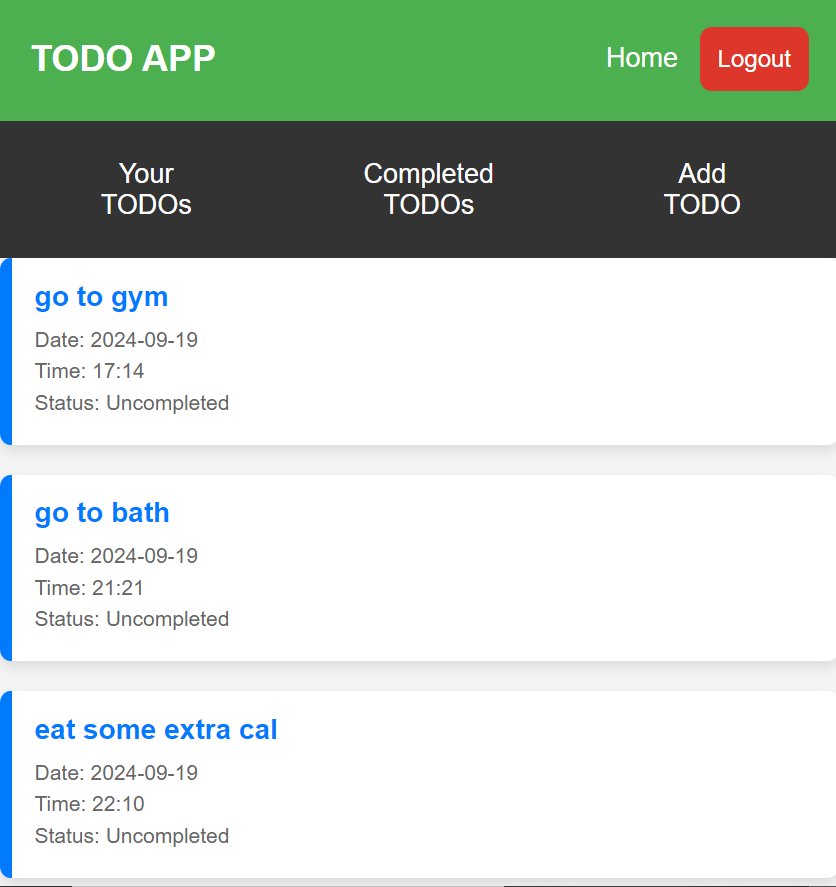 TODO APP
Home
Logout
Your
TODOs
Completed
TODOs
Add
TODO
go to gym
Date: 2024-09-19
Time: 17:14
Status: Uncompleted
go to bath
Date: 2024-09-19
Time: 21:21
Status: Uncompleted
eat some extra cal
Date: 2024-09-19
Time: 22:10
Status: Uncompleted